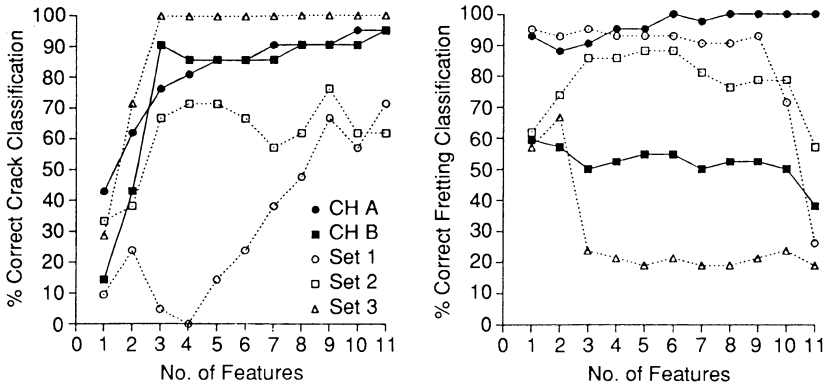 % Correct Crack Classification
100
90
80
70
60
50
40
30
20
10
0
0 1 2 3 4 5 6 7 8 9 10 11
No. of Features
CH A
CH B
Set 1
Set 2
Set 3
% Correct Fretting Classification
100
90
80
70
60
50
40
30
20
10
0
0 1 2 3 4 5 6 7 8 9 10 11
No. of Features